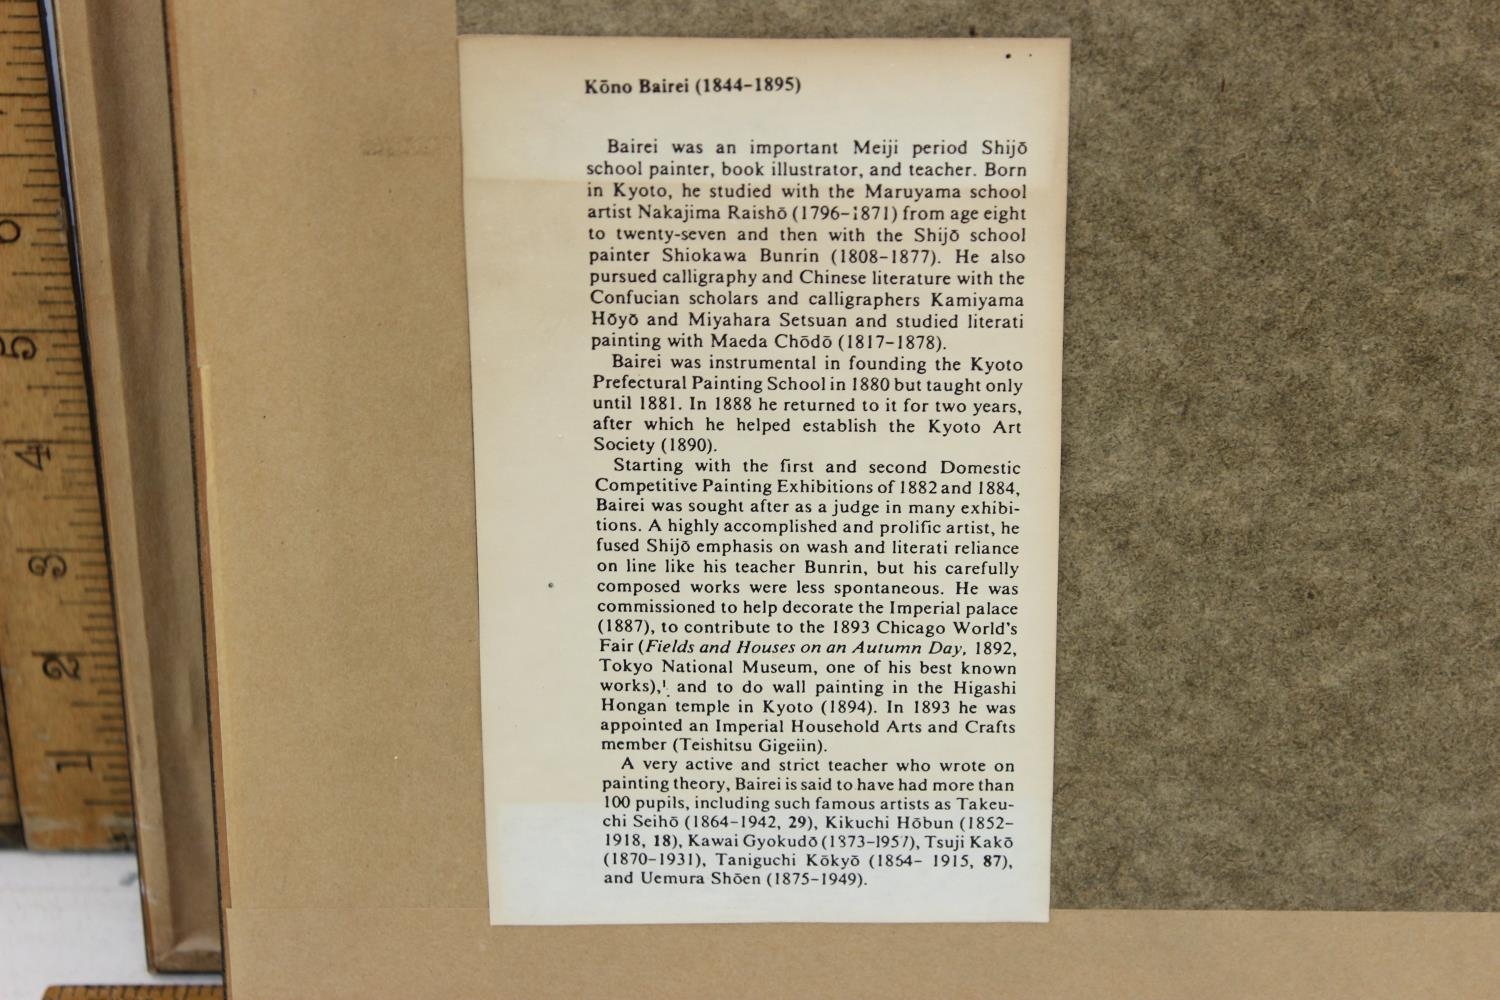 Kōno Bairei (1844–1895)
Bairei was an important Meiji period Shijō
school painter, book illustrator, and teacher. Born
in Kyoto, he studied with the Maruyama school
artist Nakajima Raishō (1796–1871) from age eight
to twenty-seven and then with the Shijō school
painter Shiokawa Bunrin (1808–1877). He also
pursued calligraphy and Chinese literature with the
Confucian scholars and calligraphers Kamiyama
Hōyō and Miyahara Setsuan and studied literati
painting with Maeda Chōdō (1817–1878).
Bairei was instrumental in founding the Kyoto
Prefectural Painting School in 1880 but taught only
until 1881. In 1888 he returned to it for two years,
after which he helped establish the Kyoto Art
Society (1890).
Starting with the first and second Domestic
Competitive Painting Exhibitions of 1882 and 1884,
Bairei was sought after as a judge in many exhibi-
tions. A highly accomplished and prolific artist, he
fused Shijō emphasis on wash and literati reliance
on line like his teacher Bunrin, but his carefully
composed works were less spontaneous. He was
commissioned to help decorate the Imperial palace
(1887), to contribute to the 1893 Chicago World's
Fair (Fields and Houses on an Autumn Day, 1892,
Tokyo National Museum, one of his best known
works),¹ and to do wall painting in the Higashi
Hongan temple in Kyoto (1894). In 1893 he was
appointed an Imperial Household Arts and Crafts
member (Teishitsu Gigeiin).
A very active and strict teacher who wrote on
painting theory, Bairei is said to have had more than
100 pupils, including such famous artists as Takeu-
chi Seihō (1864–1942, 29), Kikuchi Hōbun (1852–
1918, 18), Kawai Gyokudō (1873–1957), Tsuji Kakō
(1870–1931), Taniguchi Kōkyō (1864– 1915, 87),
and Uemura Shōen (1875–1949).
6
5
4
3
2
1